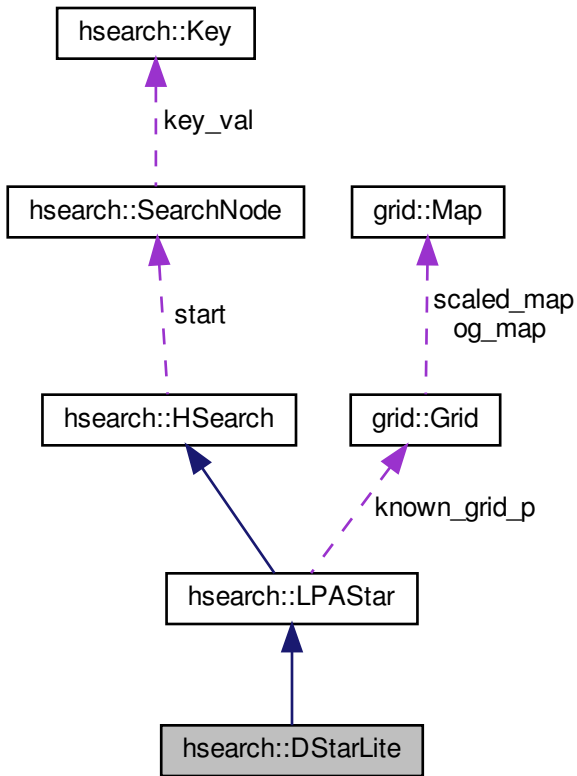 hsearch::Key
key_val
hsearch::SearchNode
grid::Map
start
scaled_map
og_map
hsearch::HSearch
grid::Grid
known_grid_p
hsearch::LPAStar
hsearch::DStarLite